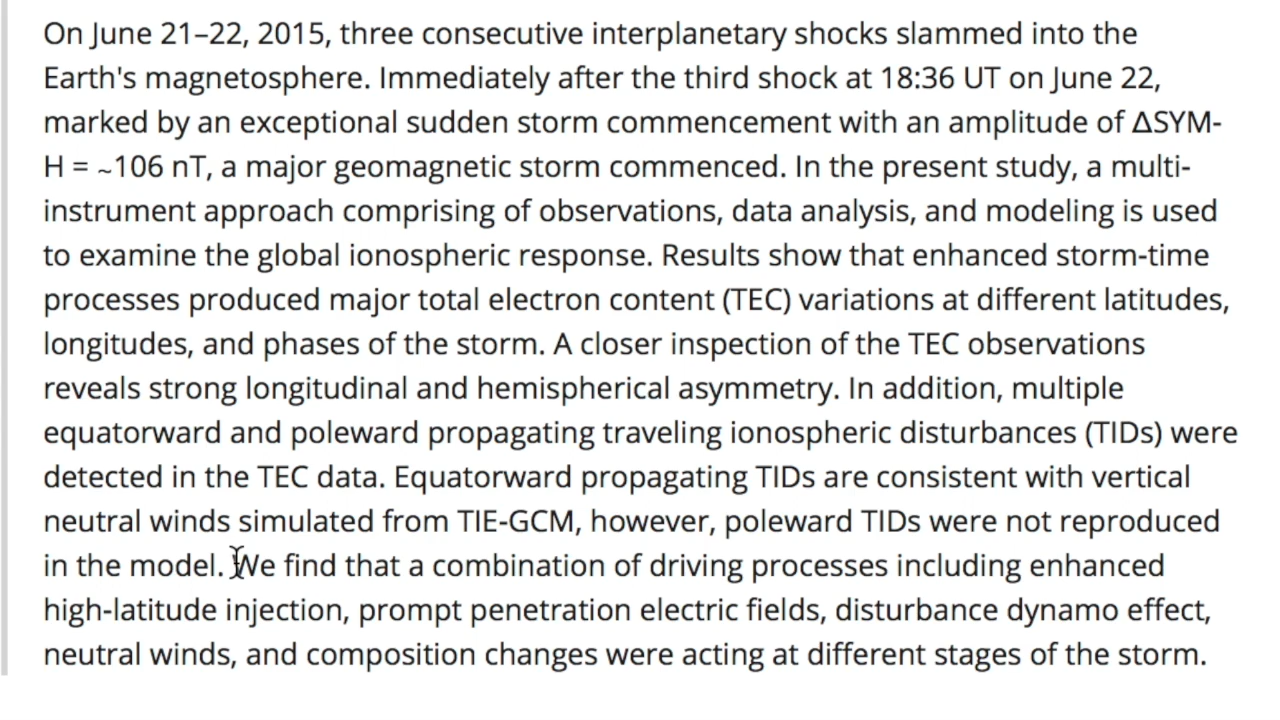 On June 21–22, 2015, three consecutive interplanetary shocks slammed into the
Earth's magnetosphere. Immediately after the third shock at 18:36 UT on June 22,
marked by an exceptional sudden storm commencement with an amplitude of ΔSYM-
H = ~106 nT, a major geomagnetic storm commenced. In the present study, a multi-
instrument approach comprising of observations, data analysis, and modeling is used
to examine the global ionospheric response. Results show that enhanced storm-time
processes produced major total electron content (TEC) variations at different latitudes,
longitudes, and phases of the storm. A closer inspection of the TEC observations
reveals strong longitudinal and hemispherical asymmetry. In addition, multiple
equatorward and poleward propagating traveling ionospheric disturbances (TIDs) were
detected in the TEC data. Equatorward propagating TIDs are consistent with vertical
neutral winds simulated from TIE-GCM, however, poleward TIDs were not reproduced
in the model. We find that a combination of driving processes including enhanced
high-latitude injection, prompt penetration electric fields, disturbance dynamo effect,
neutral winds, and composition changes were acting at different stages of the storm.